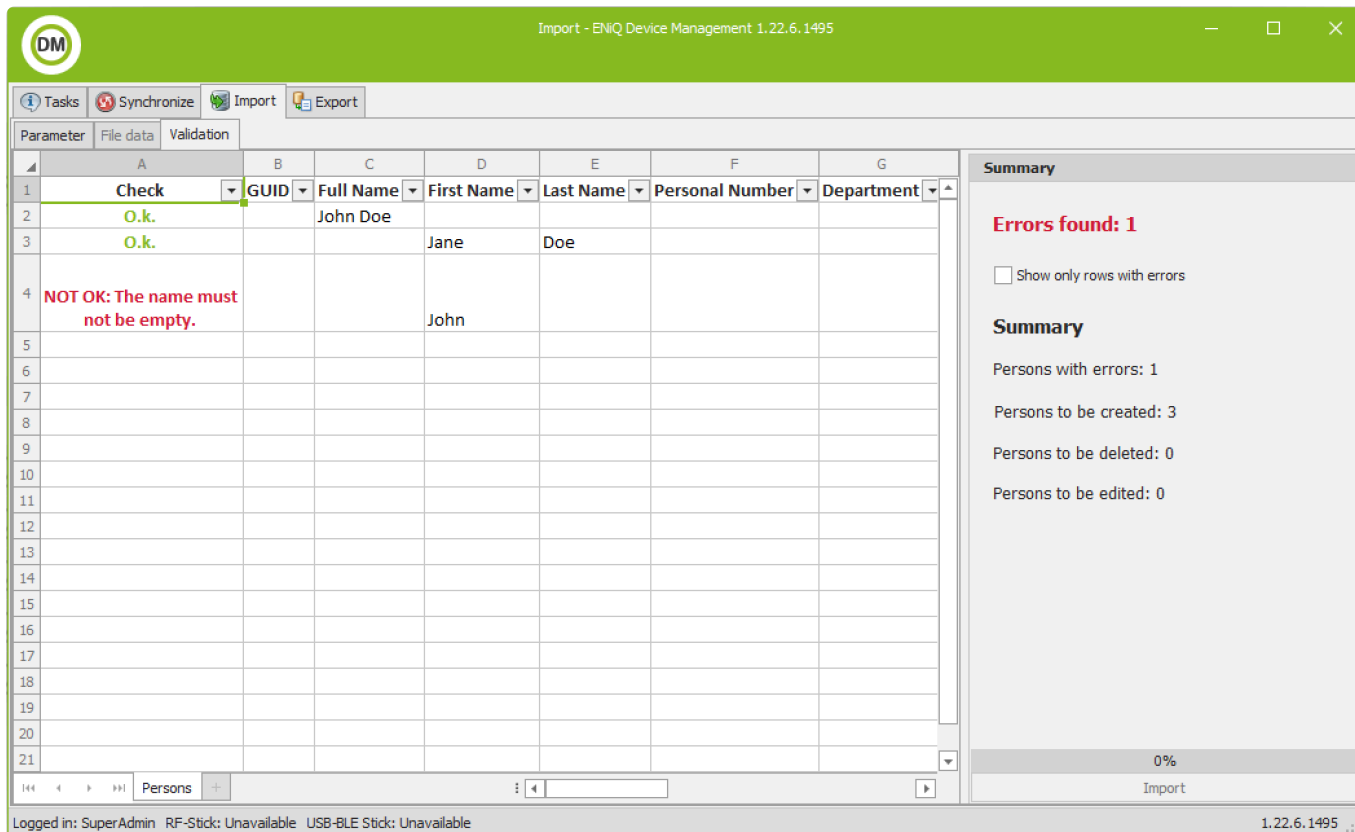 DM
Import - ENiQ Device Management 1.22.6.1495
Tasks Synchronize Import Export
Parameter File data Validation
A B C D E F G
1 Check GUID Full Name First Name Last Name Personal Number Department
2 O.k. John Doe
3 O.k. Jane Doe
4 NOT OK: The name must
not be empty. John
5
6
7
8
9
10
11
12
13
14
15
16
17
18
19
20
21
Persons +
Summary
Errors found: 1
Show only rows with errors
Summary
Persons with errors: 1
Persons to be created: 3
Persons to be deleted: 0
Persons to be edited: 0
0%
Import
Logged in: SuperAdmin RF-Stick: Unavailable USB-BLE Stick: Unavailable 1.22.6.1495